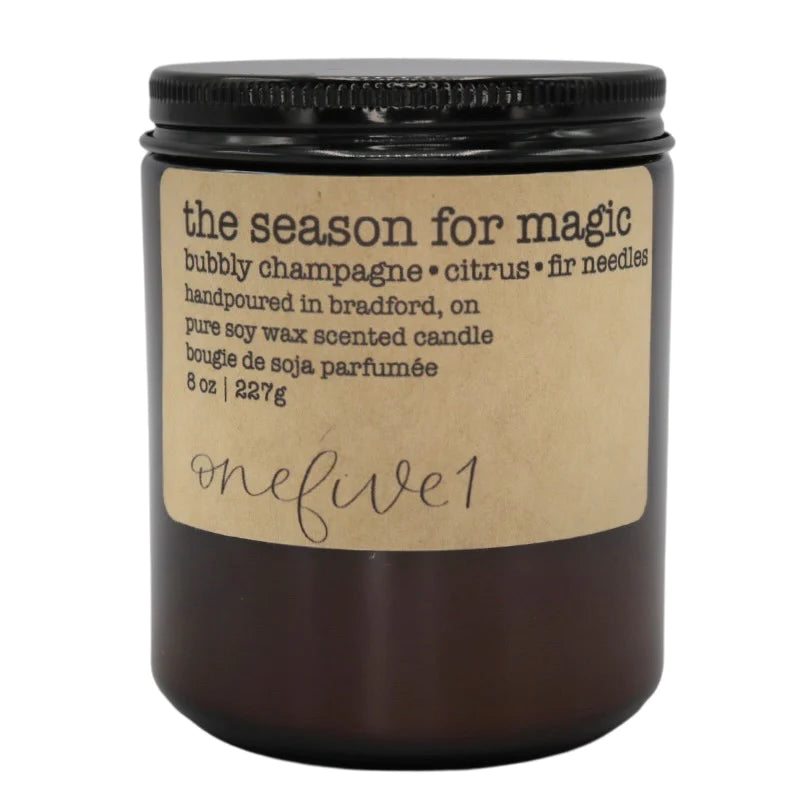 the season for magic
bubbly champagne • citrus • fir needles
handpoured in bradford, on
pure soy wax scented candle
bougie de soja parfumée
8 oz | 227g
onefive1